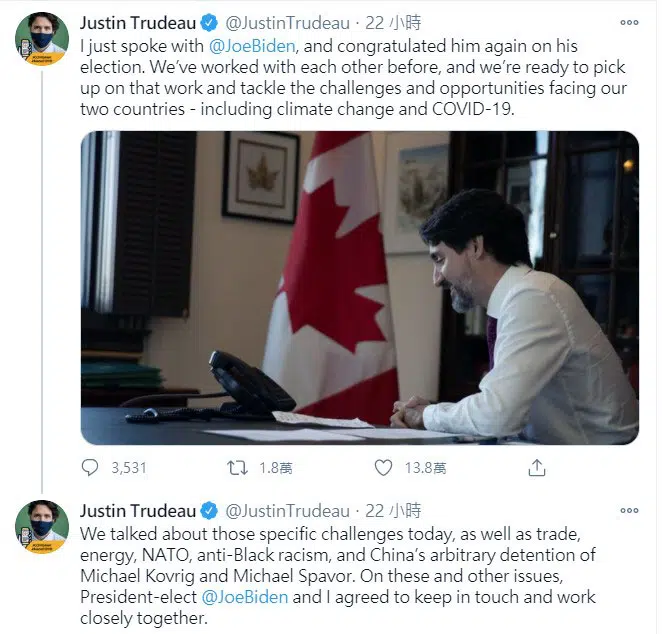 Justin Trudeau @JustinTrudeau · 22 小時
I just spoke with @JoeBiden, and congratulated him again on his
election. We've worked with each other before, and we're ready to pick
up on that work and tackle the challenges and opportunities facing our
two countries - including climate change and COVID-19.
3,531 1.8萬 13.8萬
Justin Trudeau @JustinTrudeau · 22 小時
We talked about those specific challenges today, as well as trade,
energy, NATO, anti-Black racism, and China's arbitrary detention of
Michael Kovrig and Michael Spavor. On these and other issues,
President-elect @JoeBiden and I agreed to keep in touch and work
closely together.